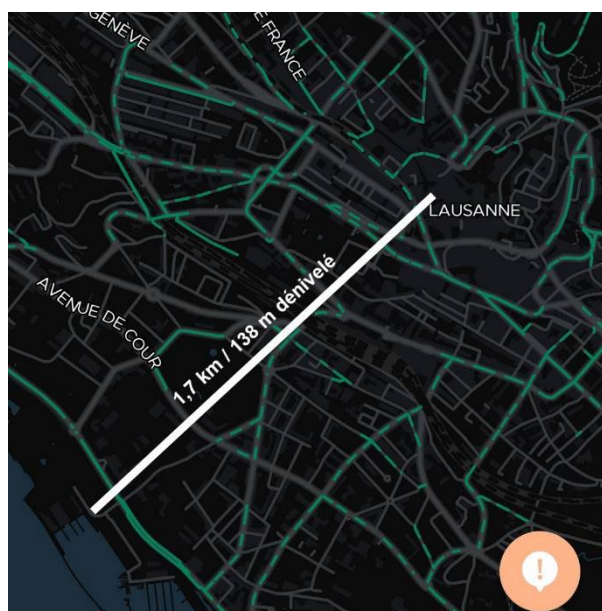 GENÈVE
E FRANCE
LAUSANNE
AVENUE DE COUR
1,7 km / 138 m dénivelé
!